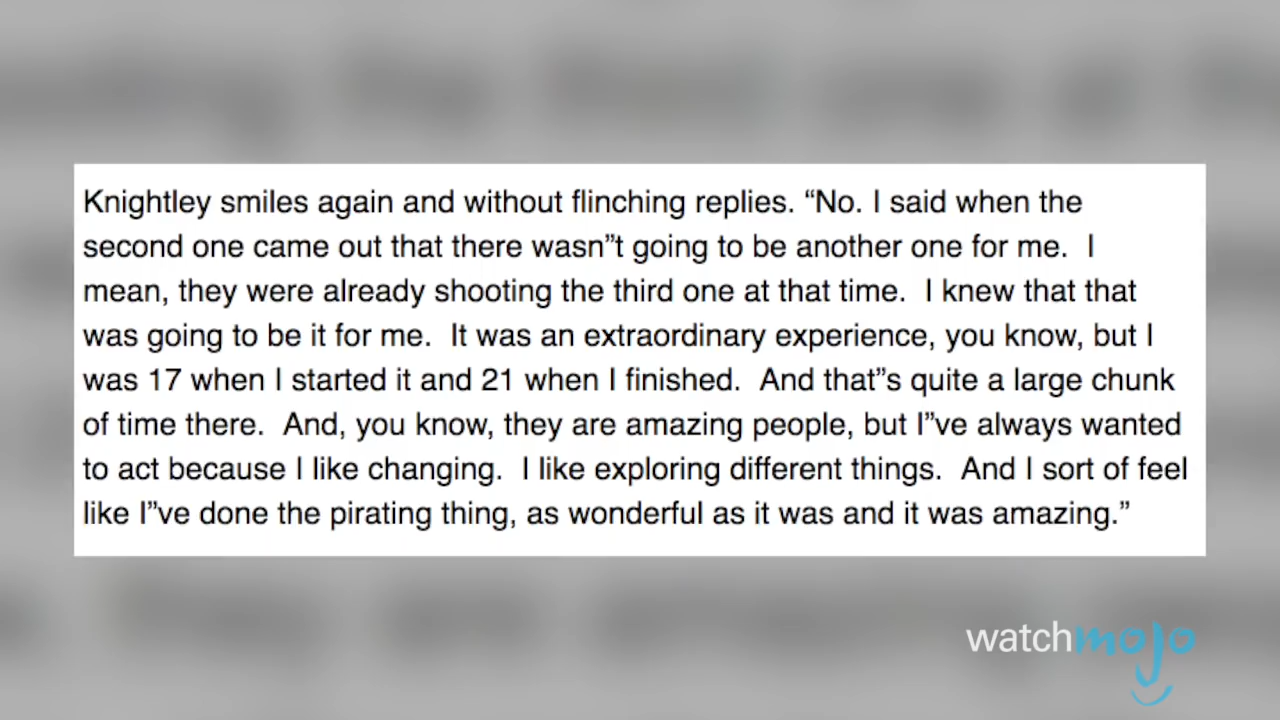 Knightley smiles again and without flinching replies. “No. I said when the
second one came out that there wasn”t going to be another one for me.  I
mean, they were already shooting the third one at that time.  I knew that that
was going to be it for me.  It was an extraordinary experience, you know, but I
was 17 when I started it and 21 when I finished.  And that”s quite a large chunk
of time there.  And, you know, they are amazing people, but I”ve always wanted
to act because I like changing.  I like exploring different things.  And I sort of feel
like I”ve done the pirating thing, as wonderful as it was and it was amazing.”
watchmojo